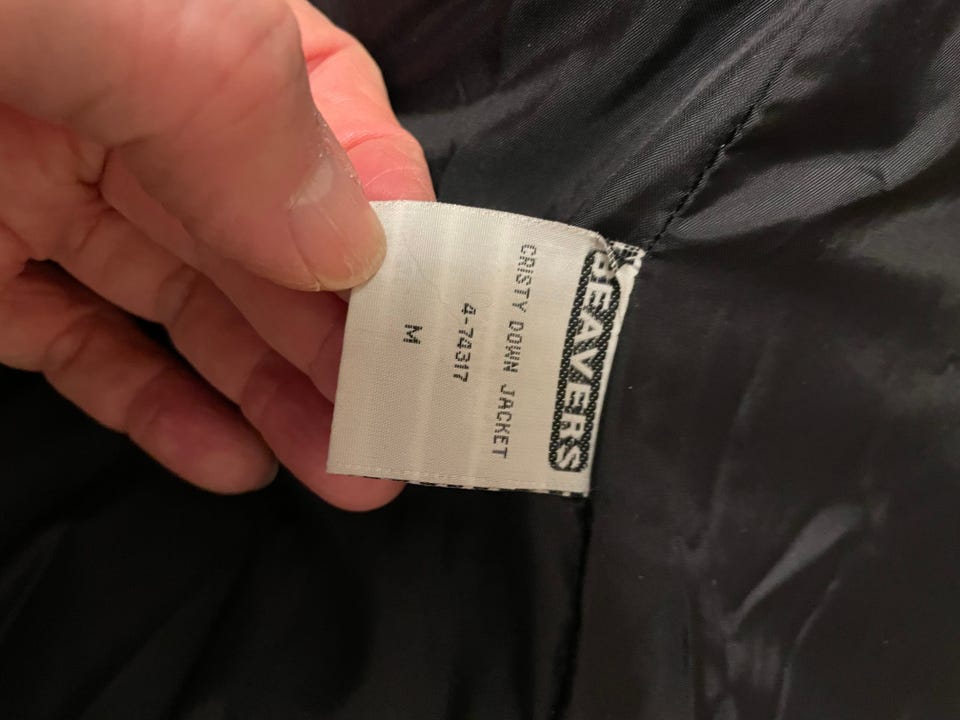 BEAVERS
CRISTY DOWN JACKET
4-74317
M